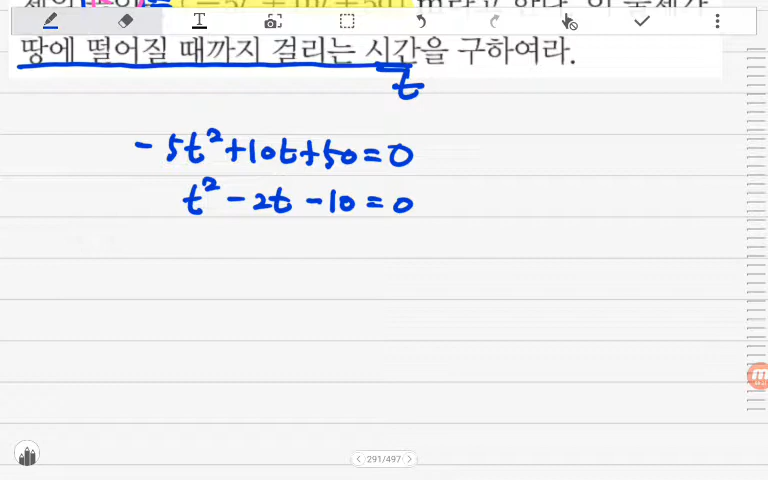 땅에 떨어질 때까지 걸리는 시간을 구하여라.
t
-5t²+10t+50=0
t²-2t-10=0
291/497